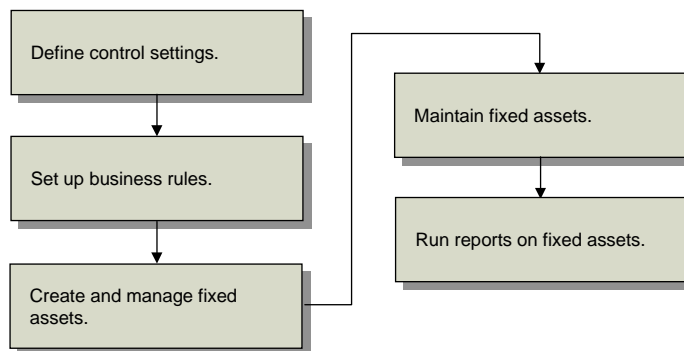 Define control settings.
Set up business rules.
Create and manage fixed
assets.
Maintain fixed assets.
Run reports on fixed assets.